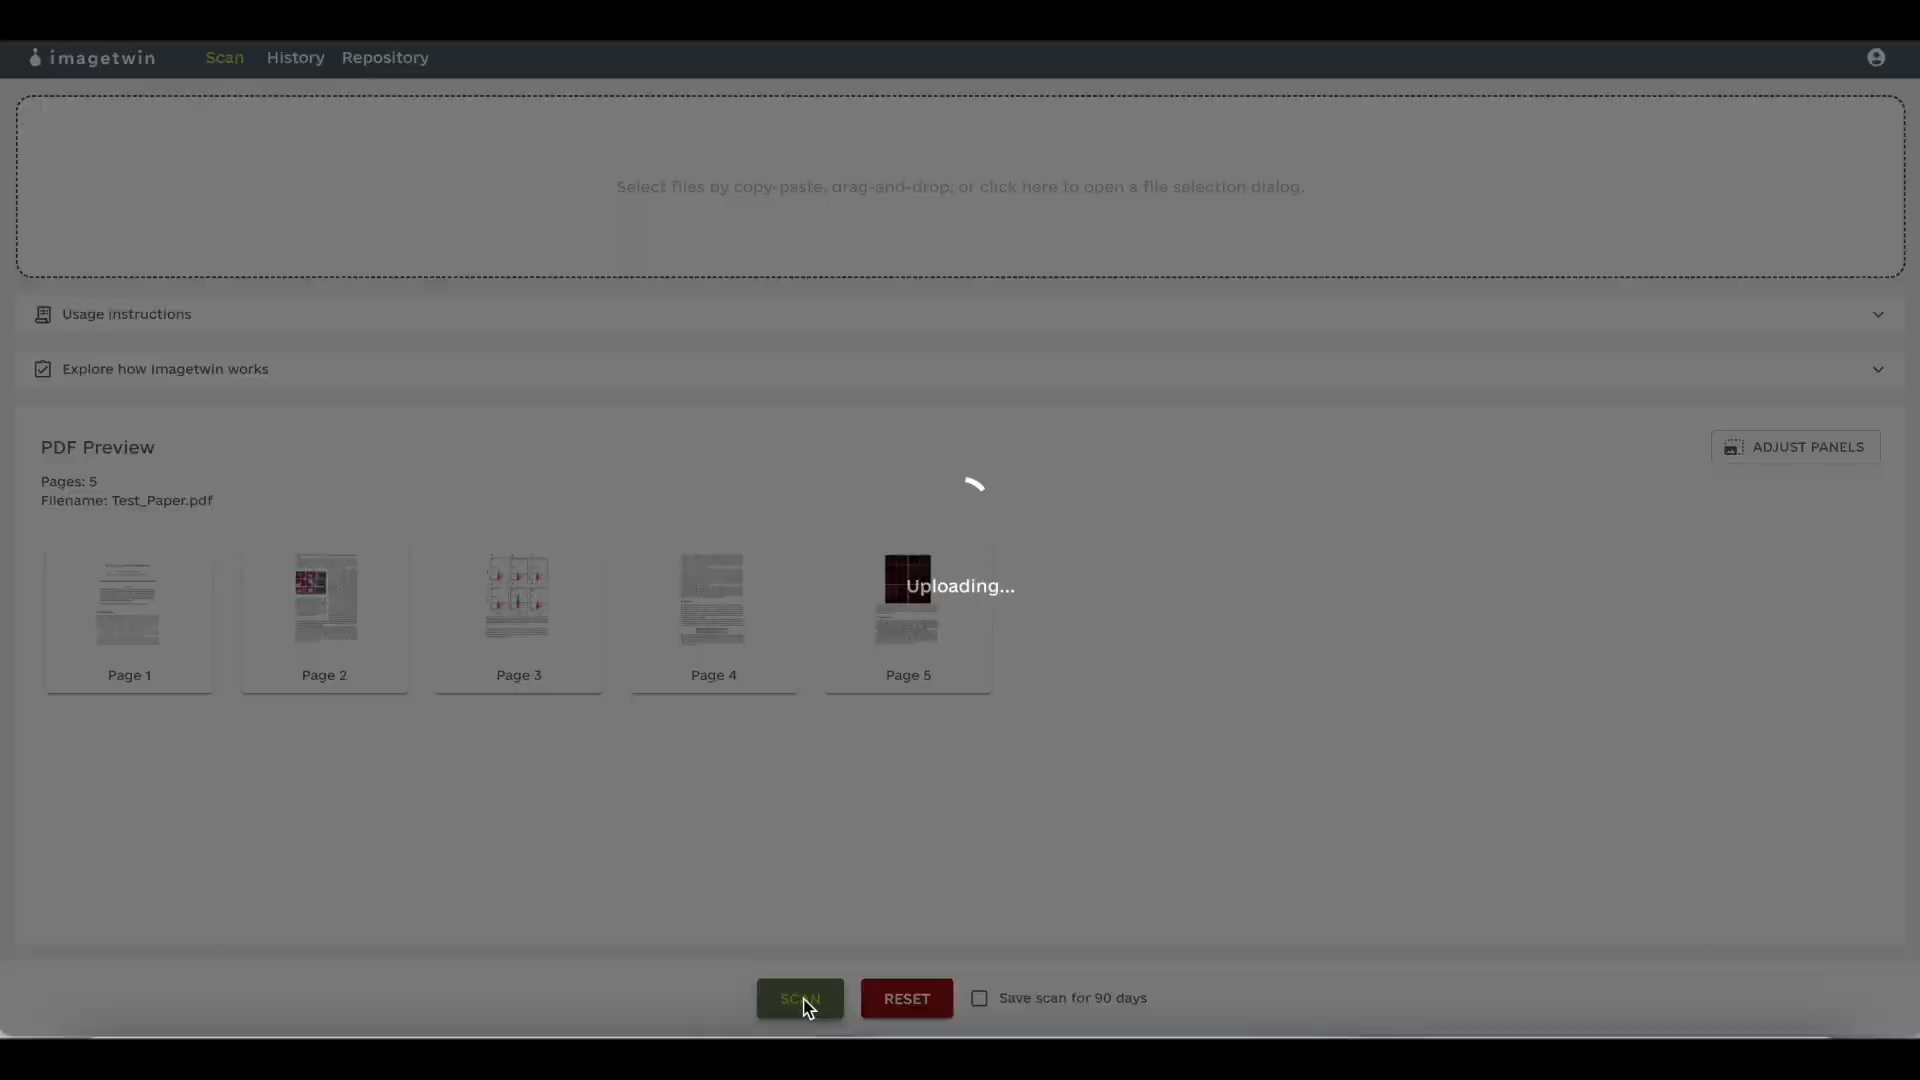 imagetwin Scan History Repository
Select files by copy-paste, drag-and-drop, or click here to open a file selection dialog.
Usage instructions
Explore how imagetwin works
PDF Preview
ADJUST PANELS
Pages: 5
Filename: Test_Paper.pdf
Uploading...
Page 1 Page 2 Page 3 Page 4 Page 5
SCAN RESET Save scan for 90 days